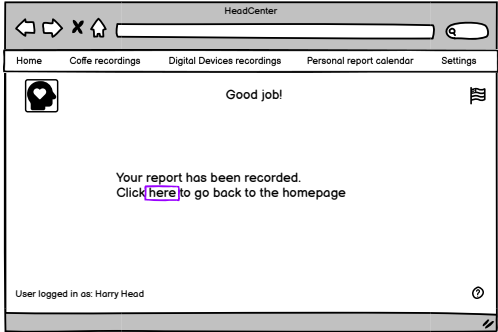 HeadCenter
Home Coffe recordings Digital Devices recordings Personal report calendar Settings
Good job!
Your report has been recorded.
Click here to go back to the homepage
User logged in as: Harry Head
?